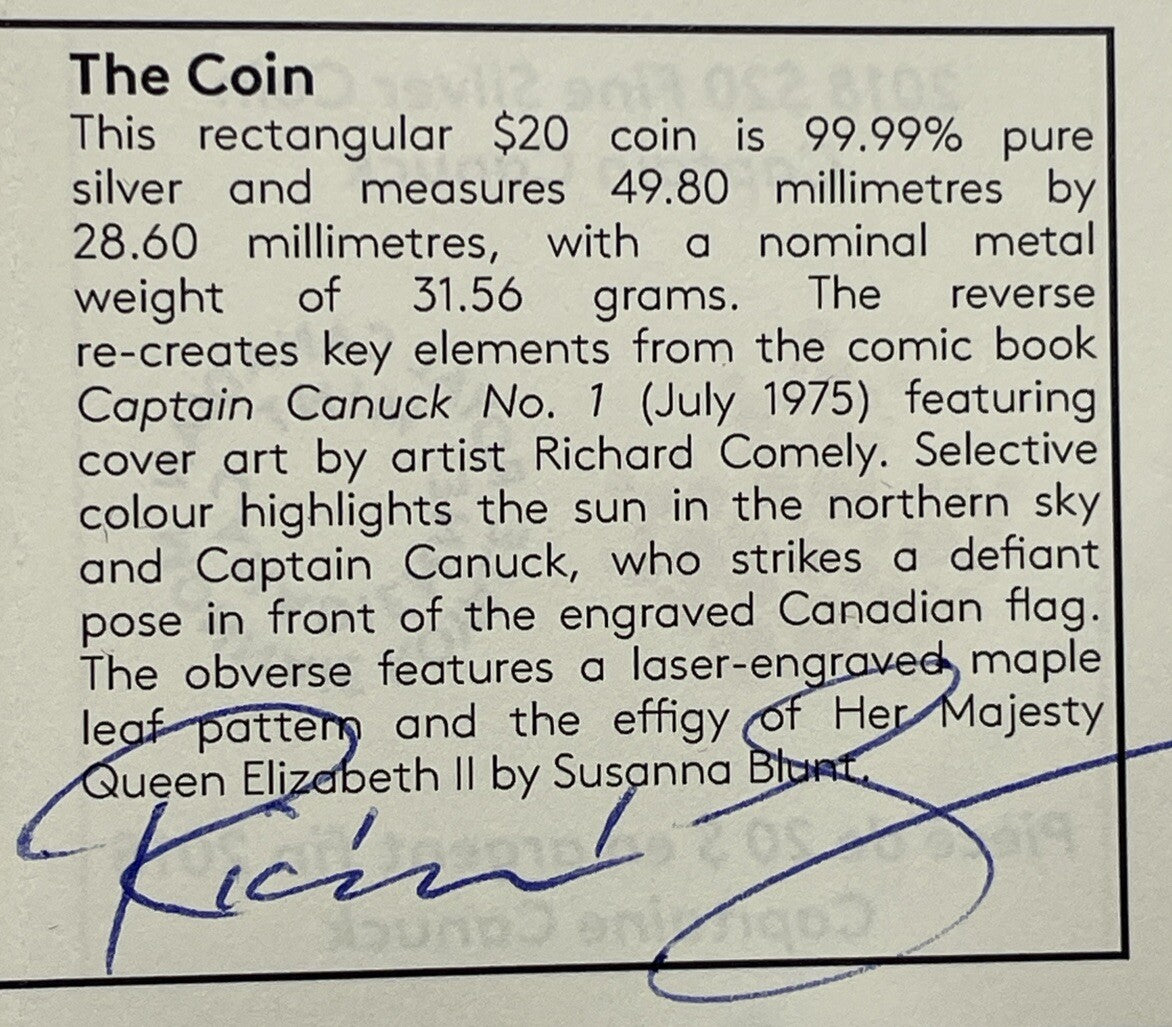 The Coin
This rectangular $20 coin is 99.99% pure
silver and measures 49.80 millimetres by
28.60 millimetres, with a nominal metal
weight of 31.56 grams. The reverse
re-creates key elements from the comic book
Captain Canuck No. 1 (July 1975) featuring
cover art by artist Richard Comely. Selective
colour highlights the sun in the northern sky
and Captain Canuck, who strikes a defiant
pose in front of the engraved Canadian flag.
The obverse features a laser-engraved maple
leaf pattern and the effigy of Her Majesty
Queen Elizabeth II by Susanna Blunt.